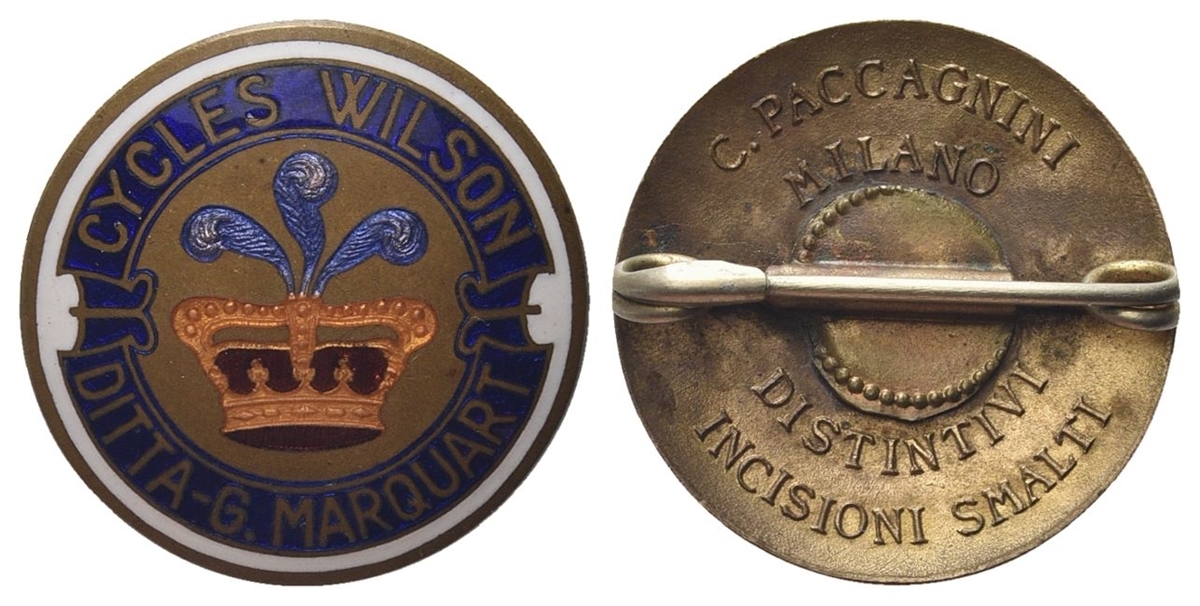 CYCLES WILSON
DITTA-G. MARQUART
C. PACCAGNINI
MILANO
DISTINTIVI
INCISIONI SMALTI